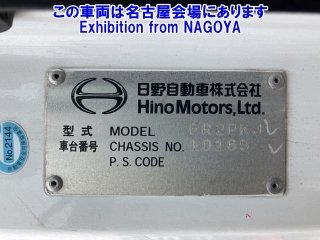 この車両は名古屋会場にあります
Exhibition from NAGOYA
日野自動車株式会社
Hino Motors, Ltd.
型式 MODEL FR2PKJ
車台番号 CHASSIS NO. 10169
P. S. CODE
No.2144